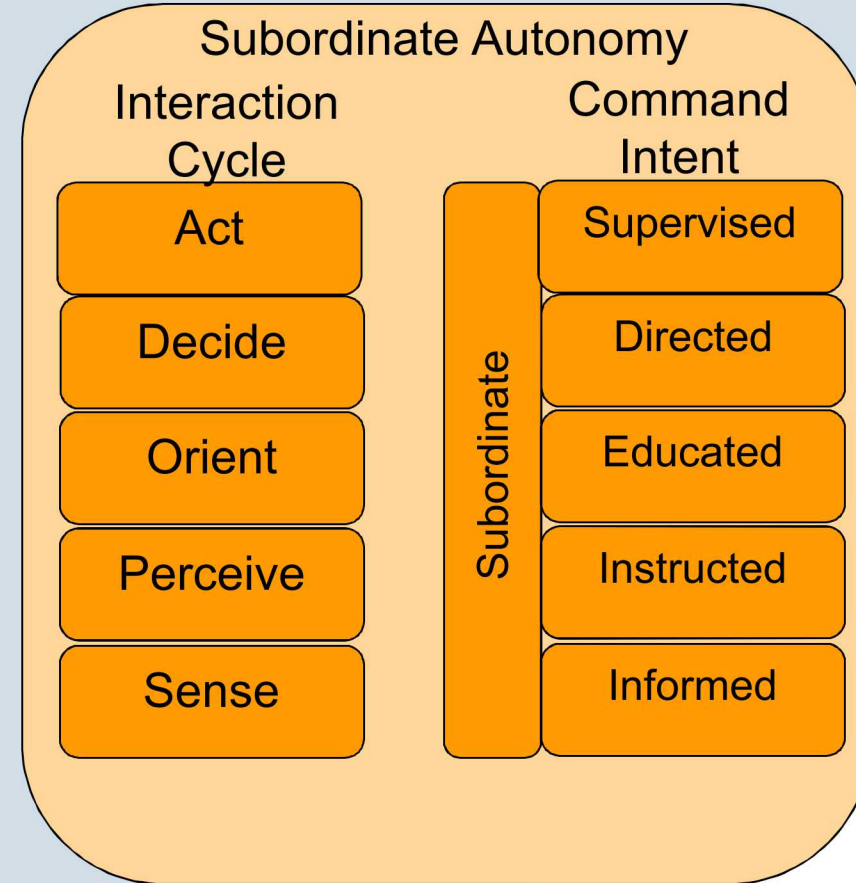 Subordinate Autonomy
Interaction
Cycle
Act
Decide
Orient
Perceive
Sense
Command
Intent
Subordinate
Supervised
Directed
Educated
Instructed
Informed